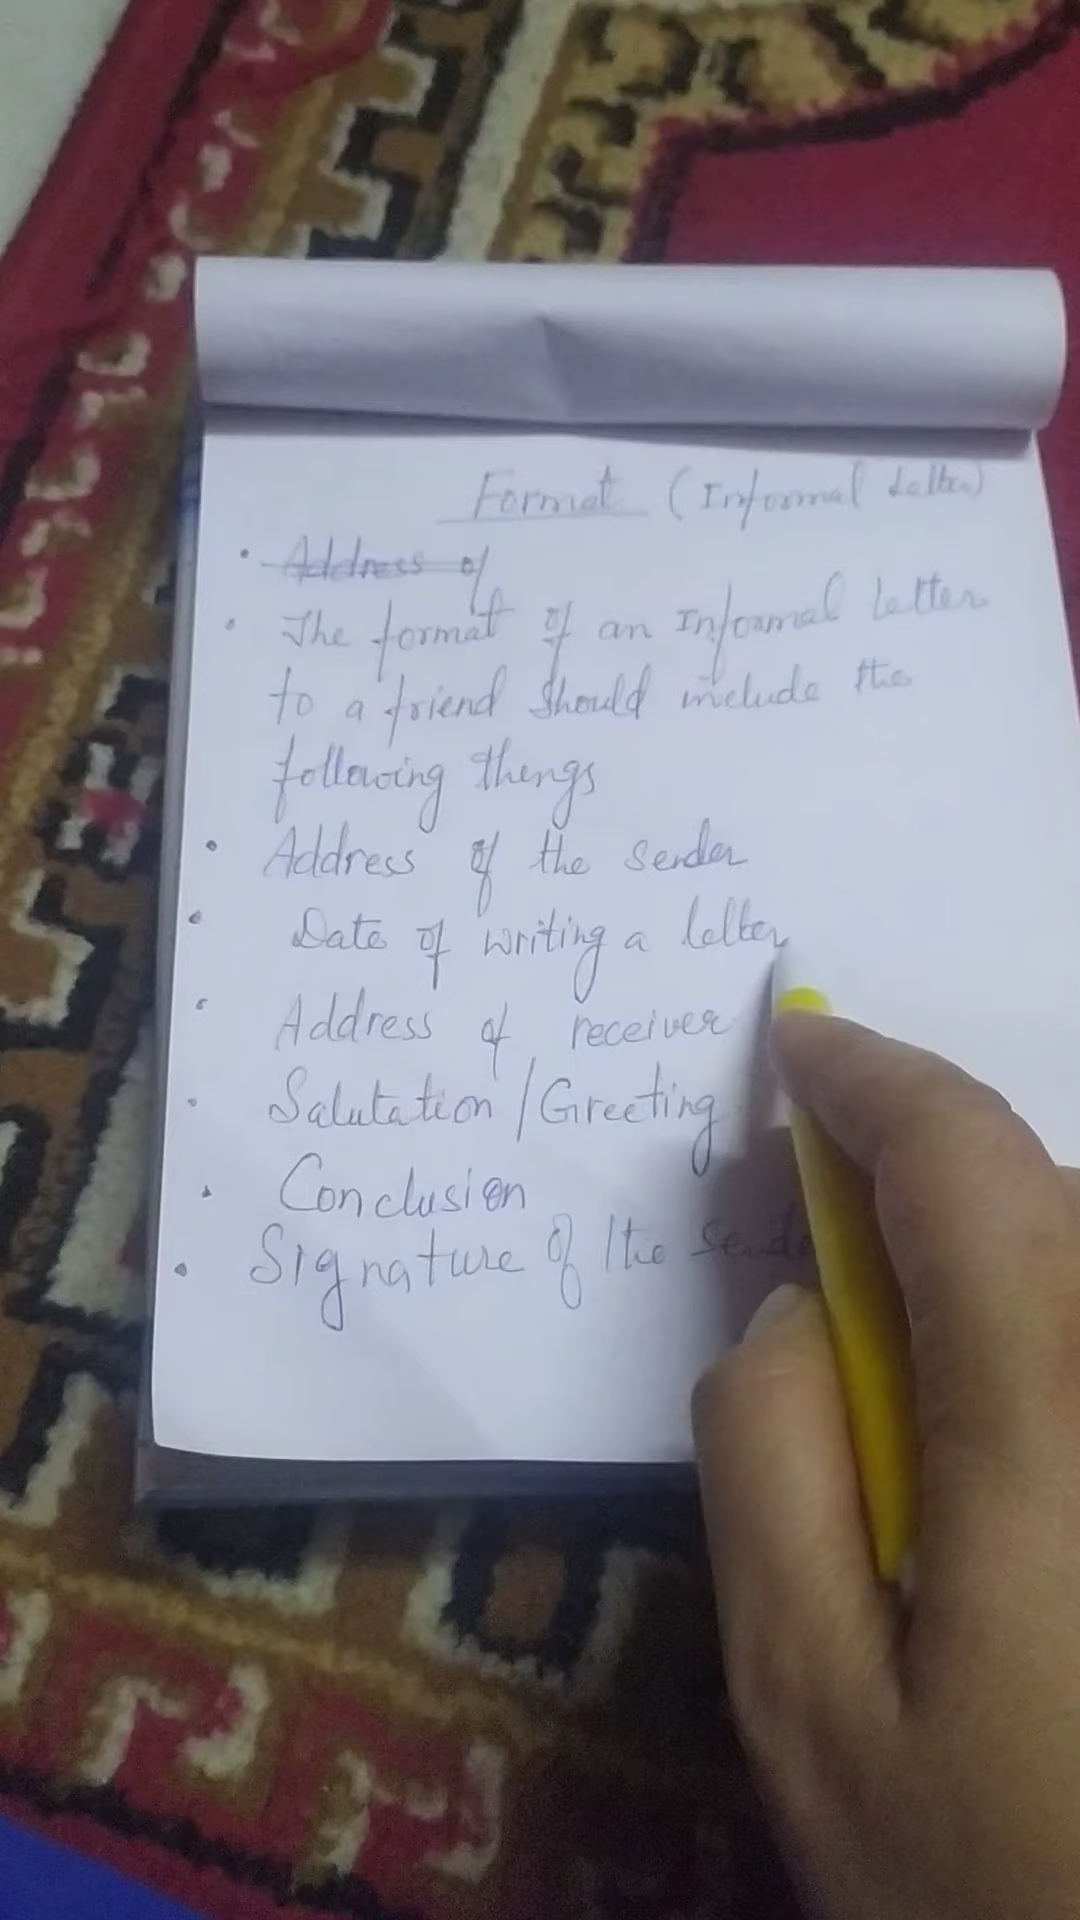 Format (Informal Letter)
• Address of
• The format of an Informal Letter
to a friend should include the
following things
• Address of the sender
• Date of writing a letter
• Address of receiver
• Salutation / Greeting
• Conclusion
• Signature of the